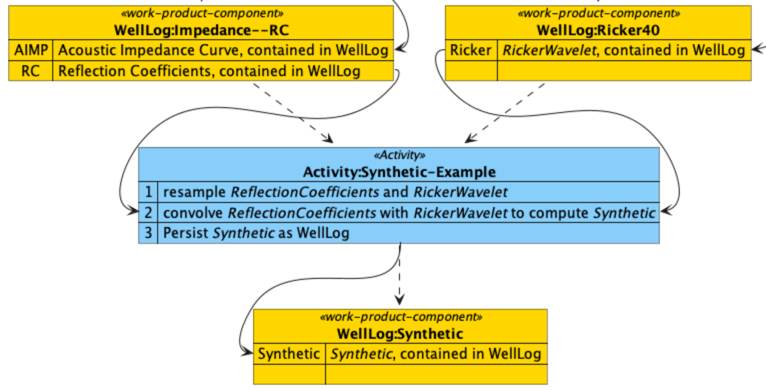 «work-product-component»
WellLog:Impedance--RC
AIMP Acoustic Impedance Curve, contained in WellLog
RC Reflection Coefficients, contained in WellLog
«work-product-component»
WellLog:Ricker40
Ricker RickerWavelet, contained in WellLog
«Activity»
Activity:Synthetic-Example
1 resample ReflectionCoefficients and RickerWavelet
2 convolve ReflectionCoefficients with RickerWavelet to compute Synthetic
3 Persist Synthetic as WellLog
«work-product-component»
WellLog:Synthetic
Synthetic Synthetic, contained in WellLog